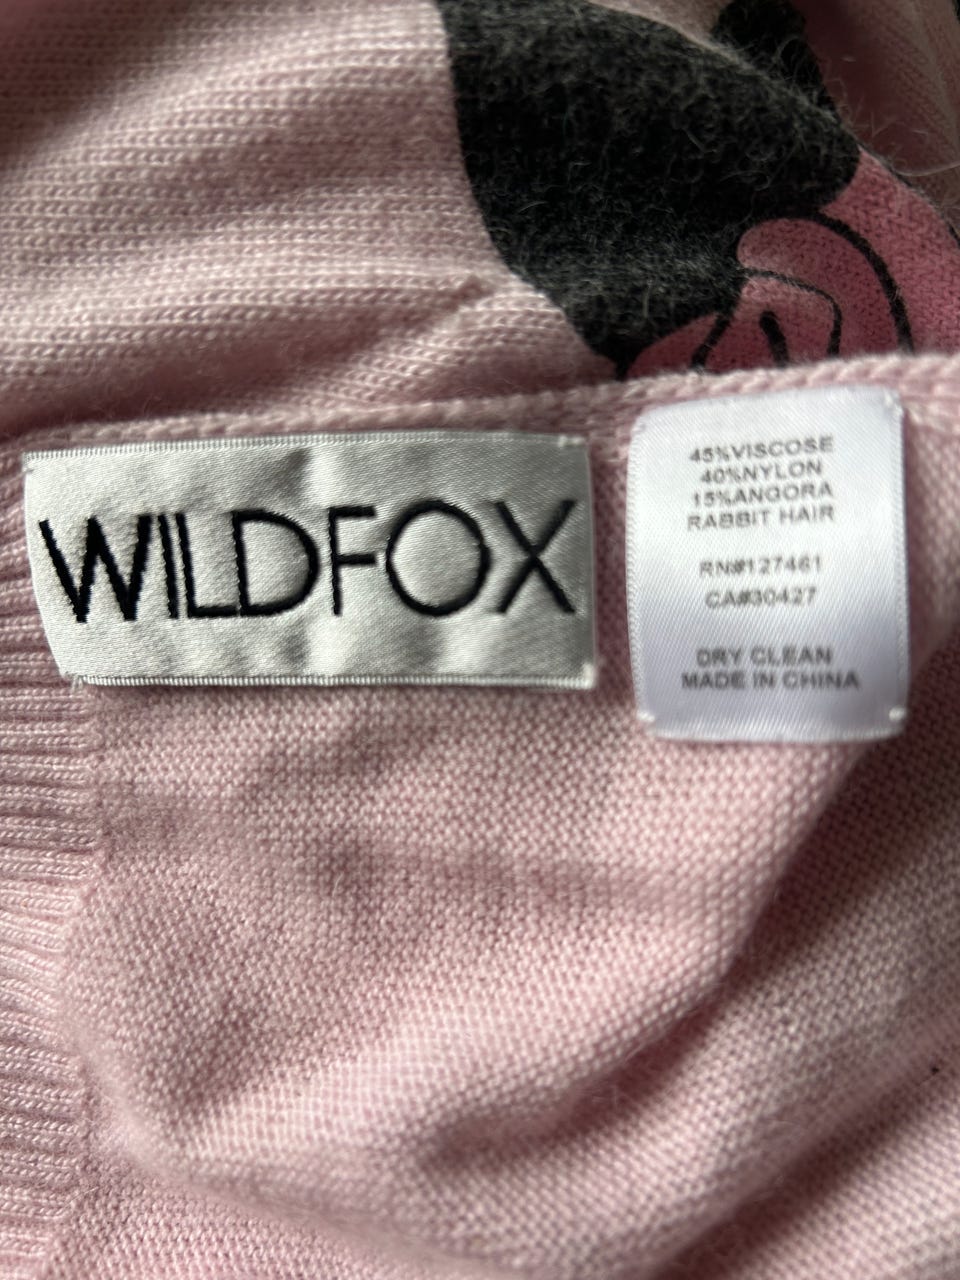 WILDFOX
45%VISCOSE
40%NYLON
15%ANGORA
RABBIT HAIR
RN#127461
CA#30427
DRY CLEAN
MADE IN CHINA